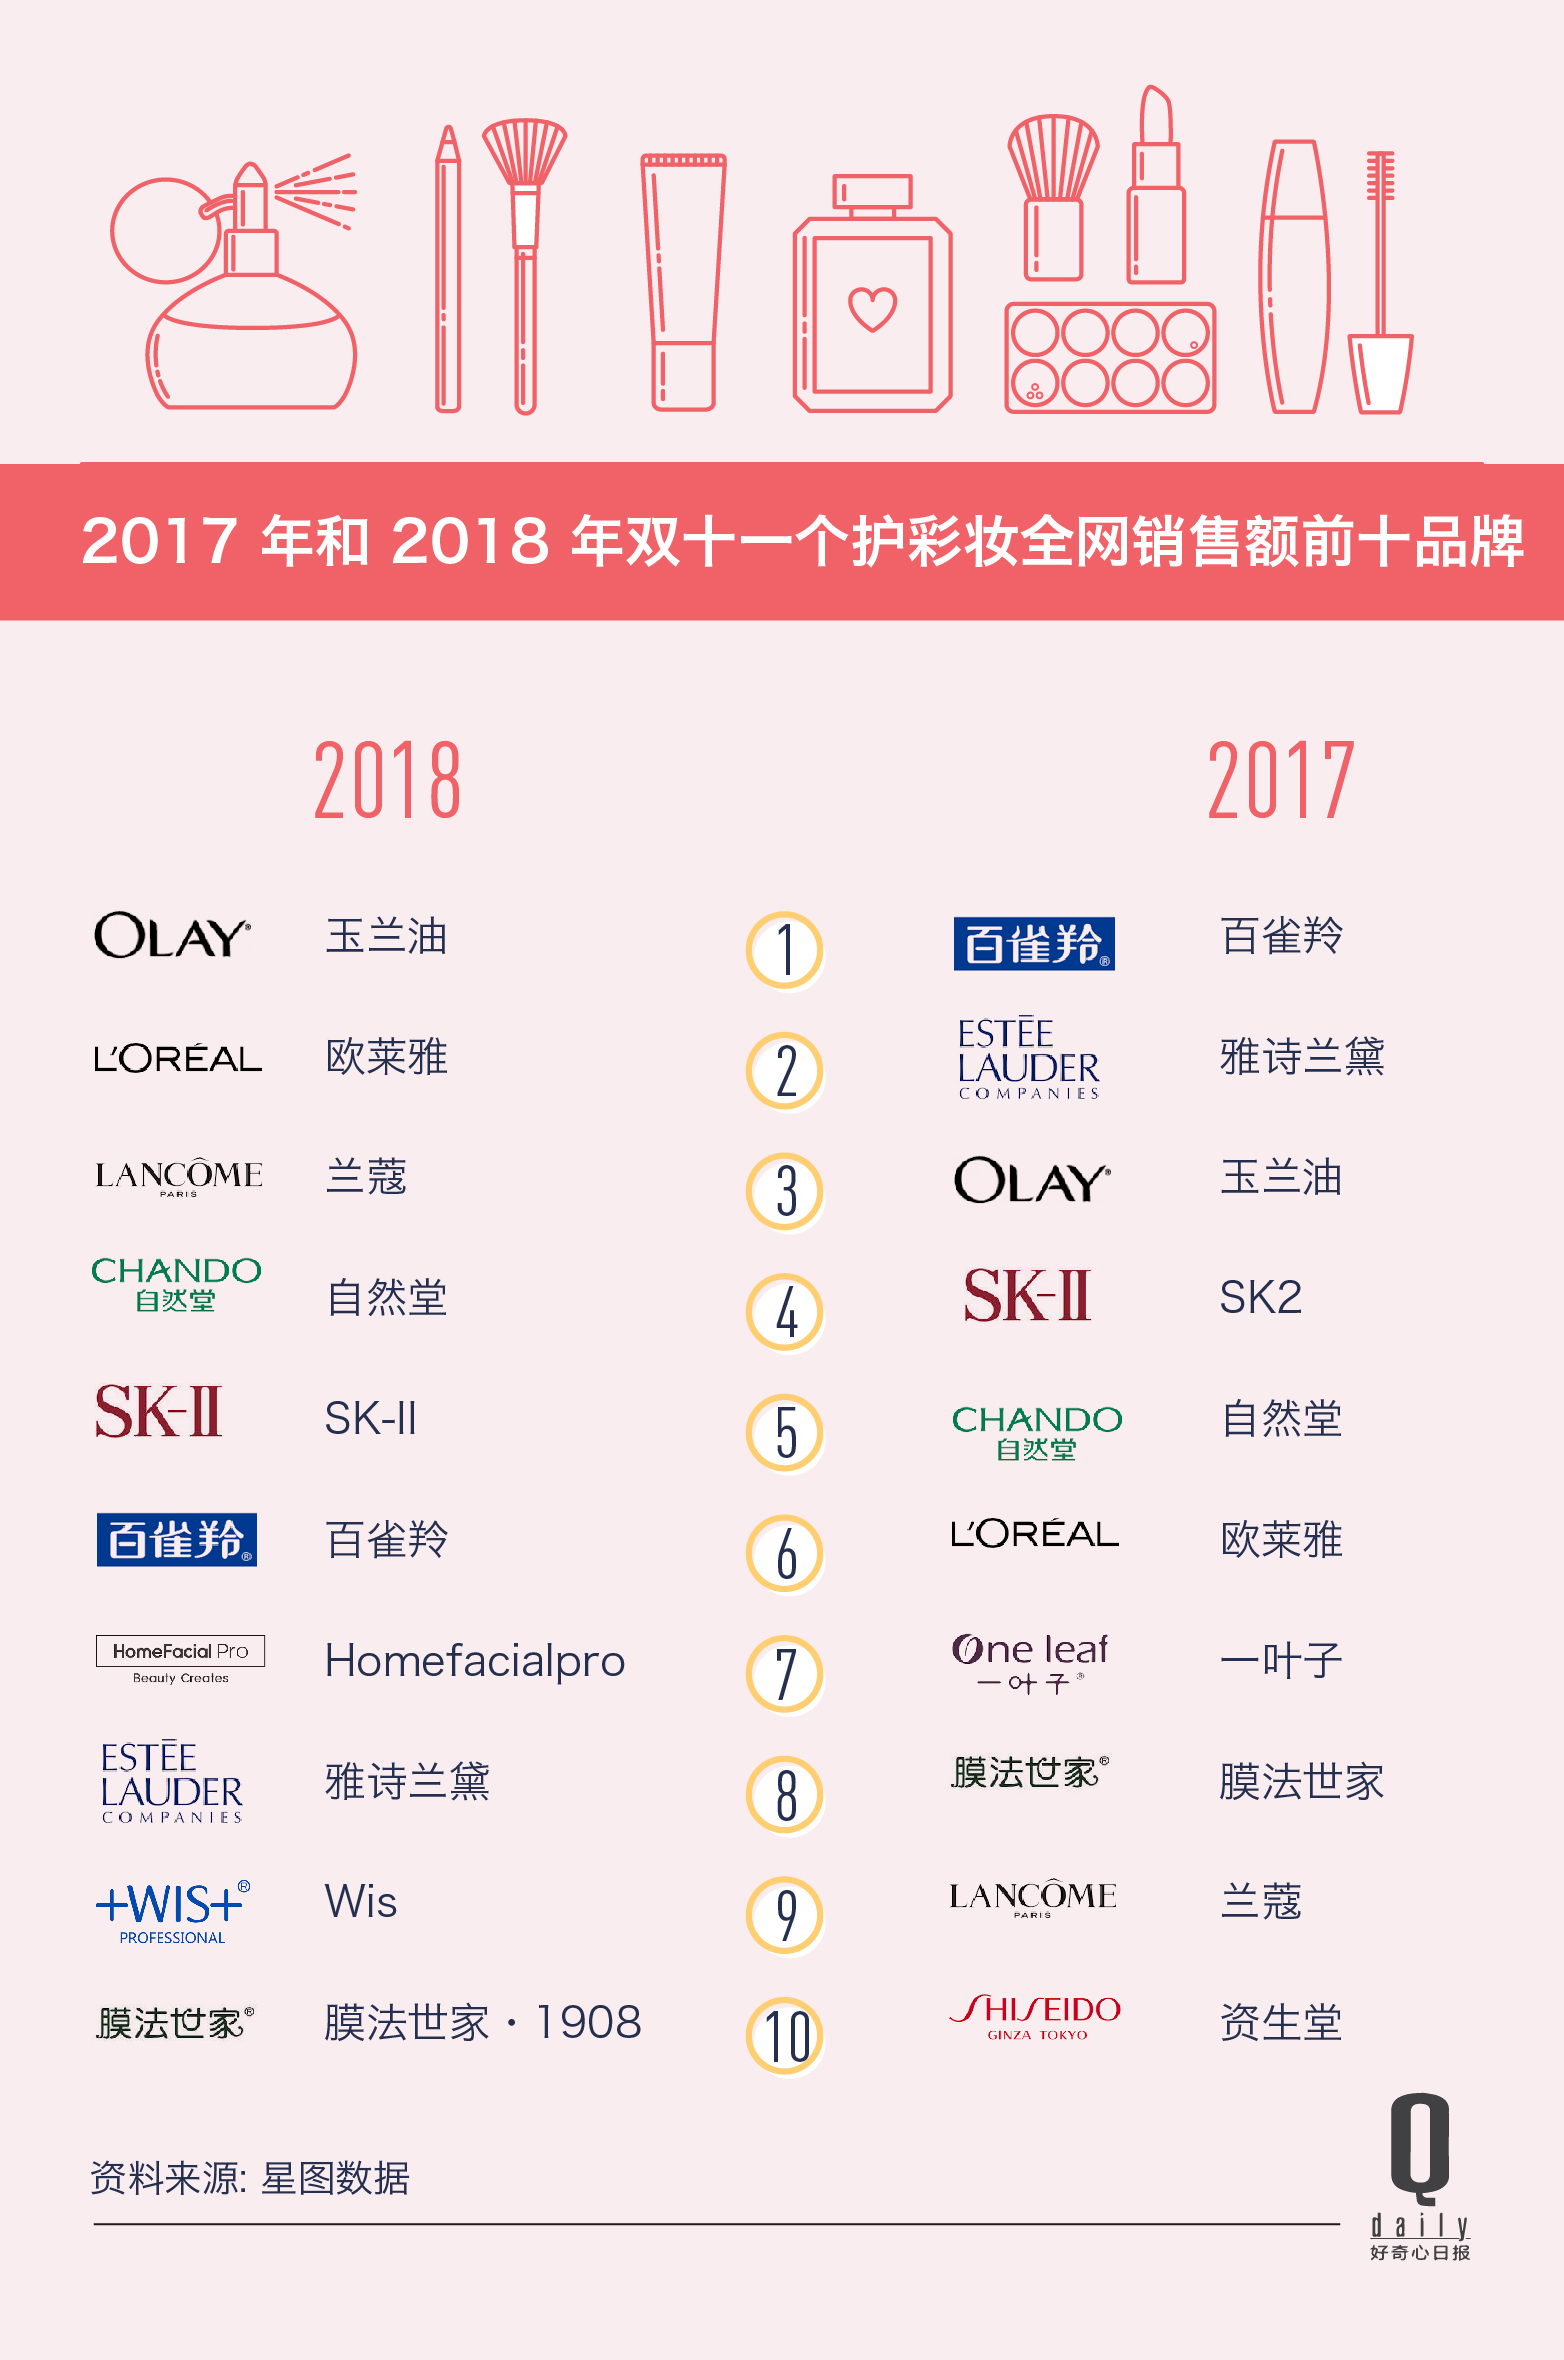 2017 年和 2018 年双十一个护彩妆全网销售额前十品牌
2018
2017
OLAY® 玉兰油 1 百雀羚® 百雀羚
L'ORÉAL 欧莱雅 2 ESTĒE LAUDER COMPANIES 雅诗兰黛
LANCÔME PARIS 兰蔻 3 OLAY® 玉兰油
CHANDO 自然堂 自然堂 4 SK-II SK2
SK-II SK-II 5 CHANDO 自然堂 自然堂
百雀羚® 百雀羚 6 L'ORÉAL 欧莱雅
HomeFacial Pro Beauty Creates Homefacialpro 7 One leaf 一叶子® 一叶子
ESTĒE LAUDER COMPANIES 雅诗兰黛 8 膜法世家® 膜法世家
+WIS+® PROFESSIONAL Wis 9 LANCÔME PARIS 兰蔻
膜法世家® 膜法世家·1908 10 SHISEIDO GINZA TOKYO 资生堂
资料来源: 星图数据
Q
daily
好奇心日报